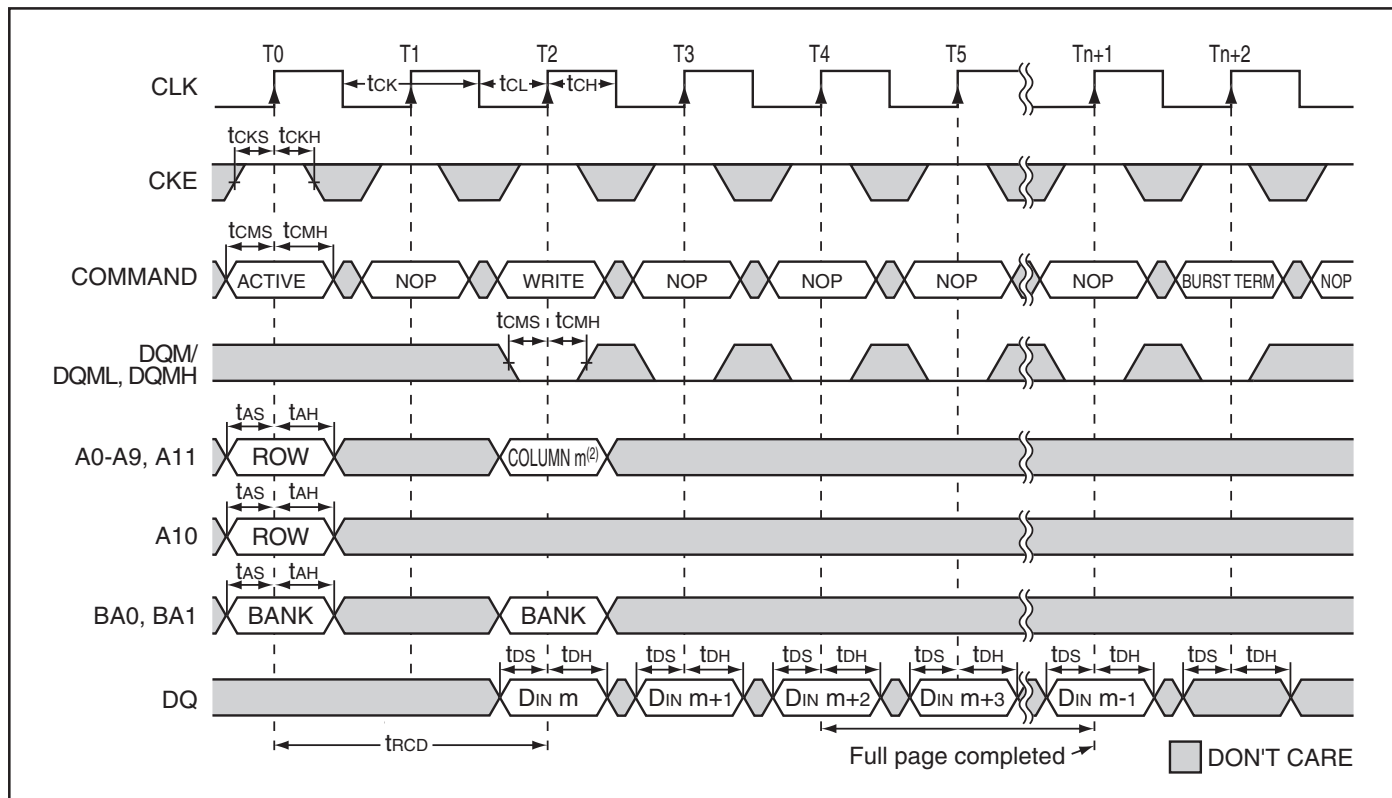 T0 T1 T2 T3 T4 T5 Tn+1 Tn+2
CLK tCK tCL tCH
tCKS tCKH
CKE
tCMS tCMH
COMMAND ACTIVE NOP WRITE NOP NOP NOP NOP BURST TERM NOP
tCMS tCMH
DQM/
DQML, DQMH
tAS tAH
A0-A9, A11 ROW COLUMN m(2)
tAS tAH
A10 ROW
tAS tAH
BA0, BA1 BANK BANK
tDS tDH tDS tDH tDS tDH tDS tDH tDS tDH tDS tDH
DQ DIN m DIN m+1 DIN m+2 DIN m+3 DIN m-1
tRCD
Full page completed
DON'T CARE